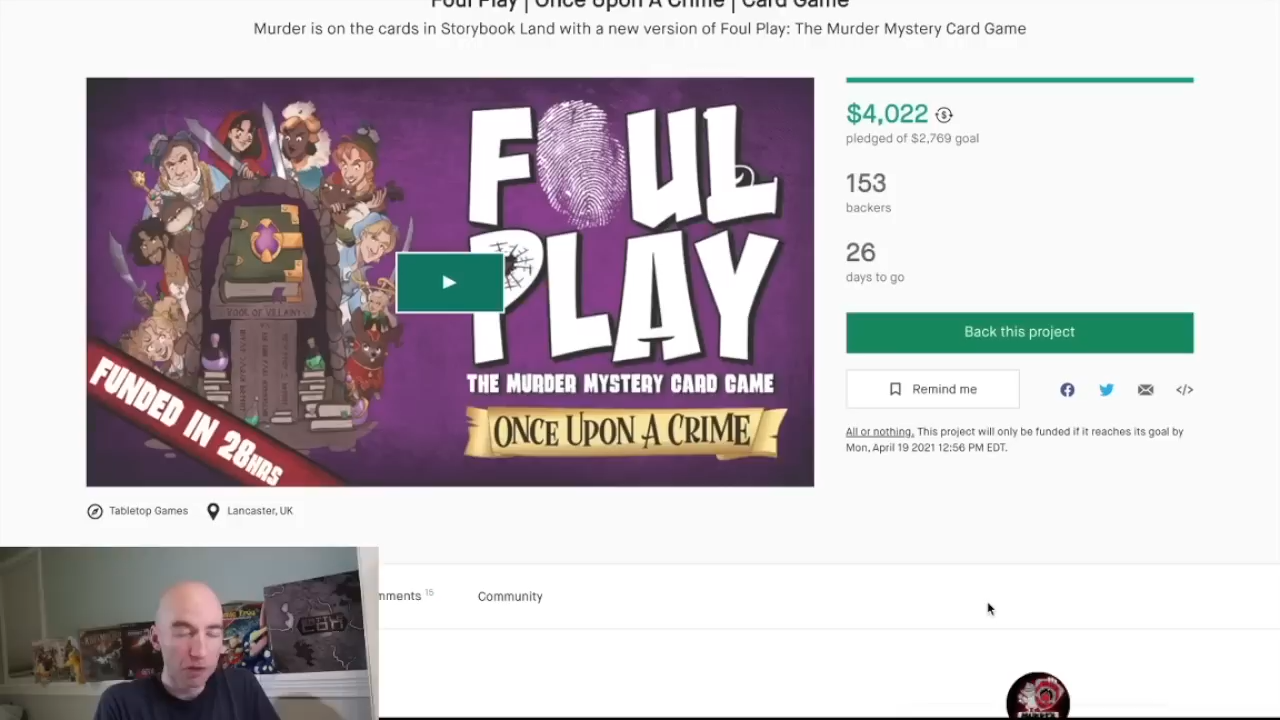 Foul Play | Once Upon A Crime | Card Game
Murder is on the cards in Storybook Land with a new version of Foul Play: The Murder Mystery Card Game
FOUL
PLAY
THE MURDER MYSTERY CARD GAME
ONCE UPON A CRIME
BOOK OF VILLAINY
FUNDED IN 28HRS
$4,022
pledged of $2,769 goal
153
backers
26
days to go
Back this project
Remind me
All or nothing. This project will only be funded if it reaches its goal by
Mon, April 19 2021 12:56 PM EDT.
Tabletop Games
Lancaster, UK
mments 15
Community